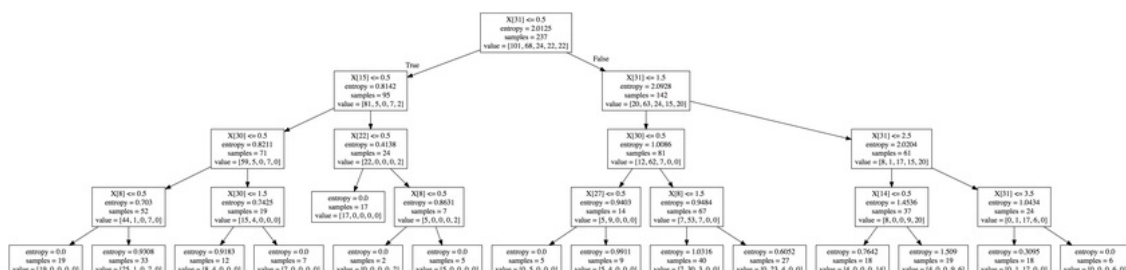 X[31] <= 0.5
entropy = 2.0125
samples = 237
value = [101, 68, 24, 22, 22]
True
False
X[15] <= 0.5
entropy = 0.8142
samples = 95
value = [81, 5, 0, 7, 2]
X[31] <= 1.5
entropy = 2.0928
samples = 142
value = [20, 63, 24, 15, 20]
X[30] <= 0.5
entropy = 0.8211
samples = 71
value = [59, 5, 0, 7, 0]
X[22] <= 0.5
entropy = 0.4138
samples = 24
value = [22, 0, 0, 0, 2]
X[30] <= 0.5
entropy = 1.0086
samples = 81
value = [12, 62, 7, 0, 0]
X[31] <= 2.5
entropy = 2.0204
samples = 61
value = [8, 1, 17, 15, 20]
X[8] <= 0.5
entropy = 0.703
samples = 52
value = [44, 1, 0, 7, 0]
X[30] <= 1.5
entropy = 0.7425
samples = 19
value = [15, 4, 0, 0, 0]
entropy = 0.0
samples = 17
value = [17, 0, 0, 0, 0]
X[8] <= 0.5
entropy = 0.8631
samples = 7
value = [5, 0, 0, 0, 2]
X[27] <= 0.5
entropy = 0.9403
samples = 14
value = [5, 9, 0, 0, 0]
X[8] <= 1.5
entropy = 0.9484
samples = 67
value = [7, 53, 7, 0, 0]
X[14] <= 0.5
entropy = 1.4536
samples = 37
value = [8, 0, 0, 9, 20]
X[31] <= 3.5
entropy = 1.0434
samples = 24
value = [0, 1, 17, 6, 0]
entropy = 0.0
samples = 19
entropy = 0.9308
samples = 33
entropy = 0.9183
samples = 12
entropy = 0.0
samples = 7
entropy = 0.0
samples = 2
entropy = 0.0
samples = 5
entropy = 0.0
samples = 5
entropy = 0.9911
samples = 9
entropy = 1.0316
samples = 40
entropy = 0.6052
samples = 27
entropy = 0.7642
samples = 18
entropy = 1.509
samples = 19
entropy = 0.3095
samples = 18
entropy = 0.0
samples = 6